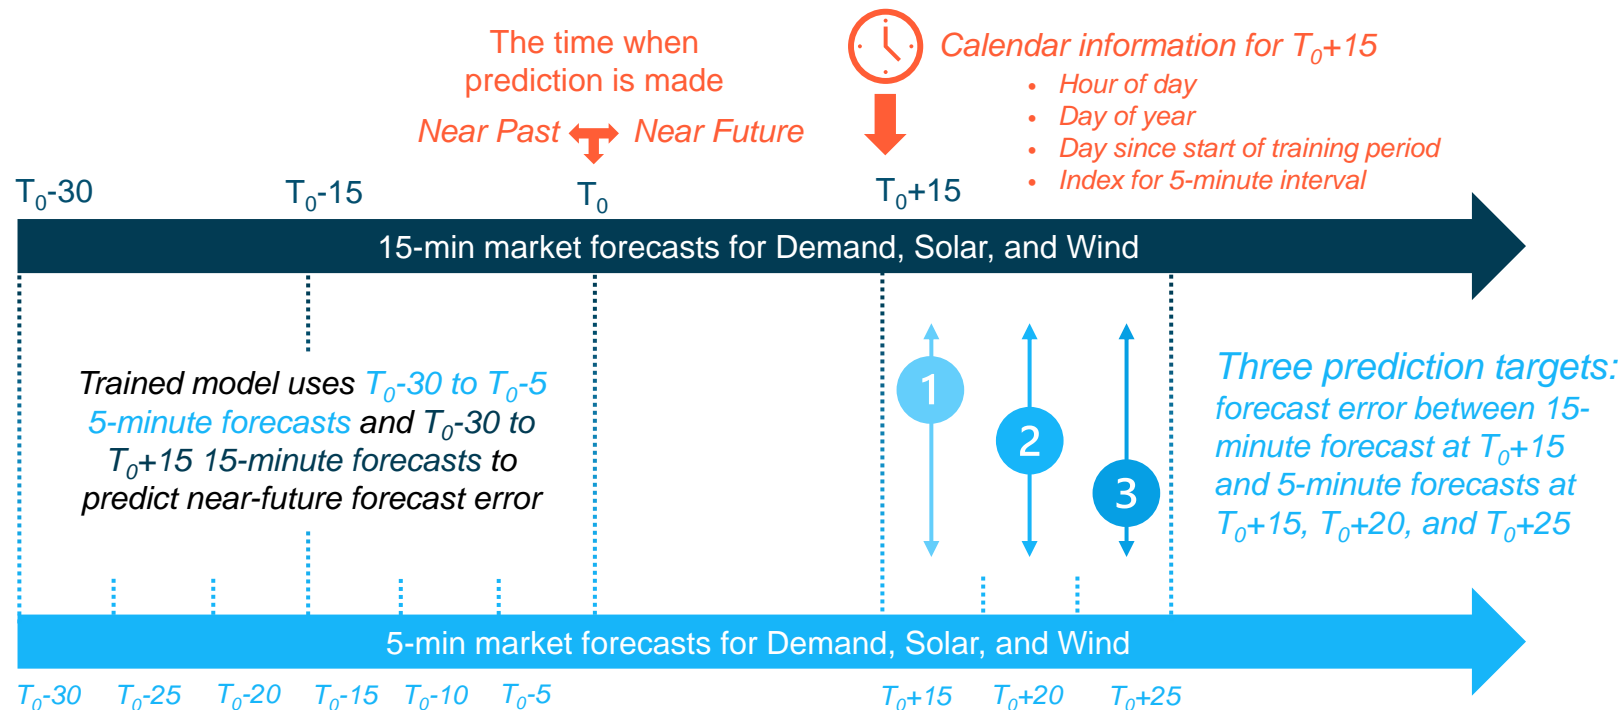 The time when
prediction is made
Near Past
Near Future
Calendar information for T0+15
• Hour of day
• Day of year
• Day since start of training period
• Index for 5-minute interval
T0-30
T0-15
T0
T0+15
15-min market forecasts for Demand, Solar, and Wind
Trained model uses T0-30 to T0-5
5-minute forecasts and T0-30 to
T0+15 15-minute forecasts to
predict near-future forecast error
1
2
3
Three prediction targets:
forecast error between 15-
minute forecast at T0+15
and 5-minute forecasts at
T0+15, T0+20, and T0+25
5-min market forecasts for Demand, Solar, and Wind
T0-30
T0-25
T0-20
T0-15
T0-10
T0-5
T0+15
T0+20
T0+25